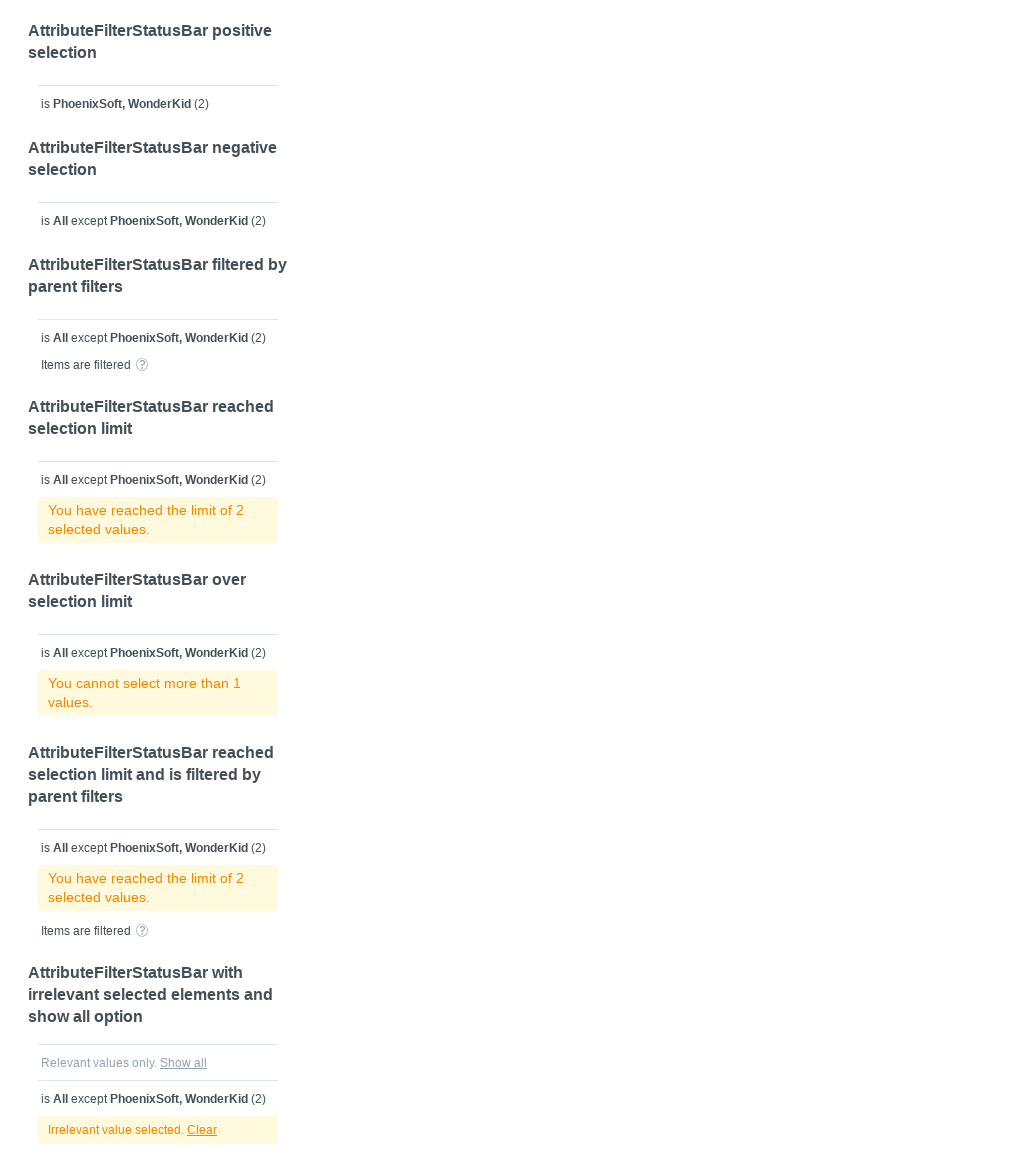 AttributeFilterStatusBar positive
selection
is PhoenixSoft, WonderKid (2)
AttributeFilterStatusBar negative
selection
is All except PhoenixSoft, WonderKid (2)
AttributeFilterStatusBar filtered by
parent filters
is All except PhoenixSoft, WonderKid (2)
Items are filtered ?
AttributeFilterStatusBar reached
selection limit
is All except PhoenixSoft, WonderKid (2)
You have reached the limit of 2
selected values.
AttributeFilterStatusBar over
selection limit
is All except PhoenixSoft, WonderKid (2)
You cannot select more than 1
values.
AttributeFilterStatusBar reached
selection limit and is filtered by
parent filters
is All except PhoenixSoft, WonderKid (2)
You have reached the limit of 2
selected values.
Items are filtered ?
AttributeFilterStatusBar with
irrelevant selected elements and
show all option
Relevant values only. Show all
is All except PhoenixSoft, WonderKid (2)
Irrelevant value selected. Clear